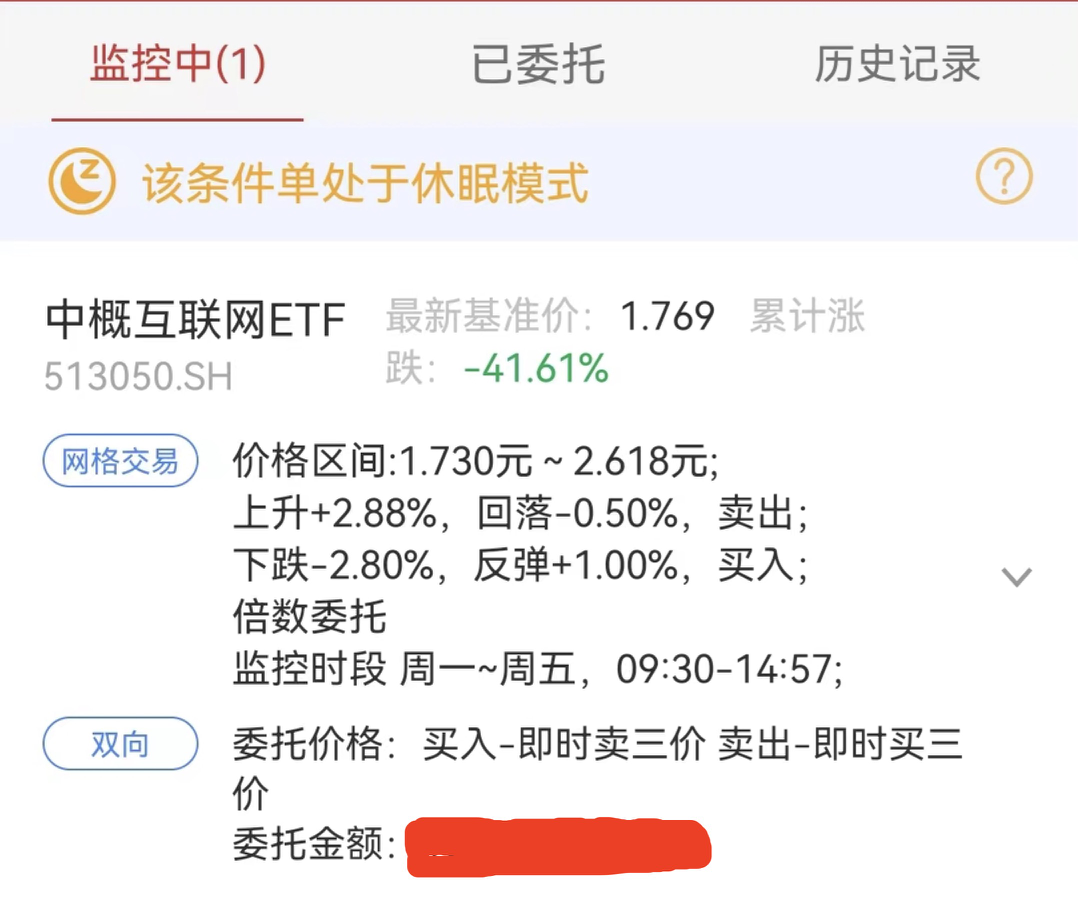 监控中(1) 已委托 历史记录
该条件单处于休眠模式 ?
中概互联网ETF 最新基准价: 1.769 累计涨
513050.SH 跌: -41.61%
网格交易 价格区间:1.730元 ~ 2.618元;
上升+2.88%，回落-0.50%，卖出;
下跌-2.80%，反弹+1.00%，买入;
倍数委托
监控时段 周一~周五，09:30-14:57;
双向 委托价格: 买入-即时卖三价 卖出-即时买三
价
委托金额: